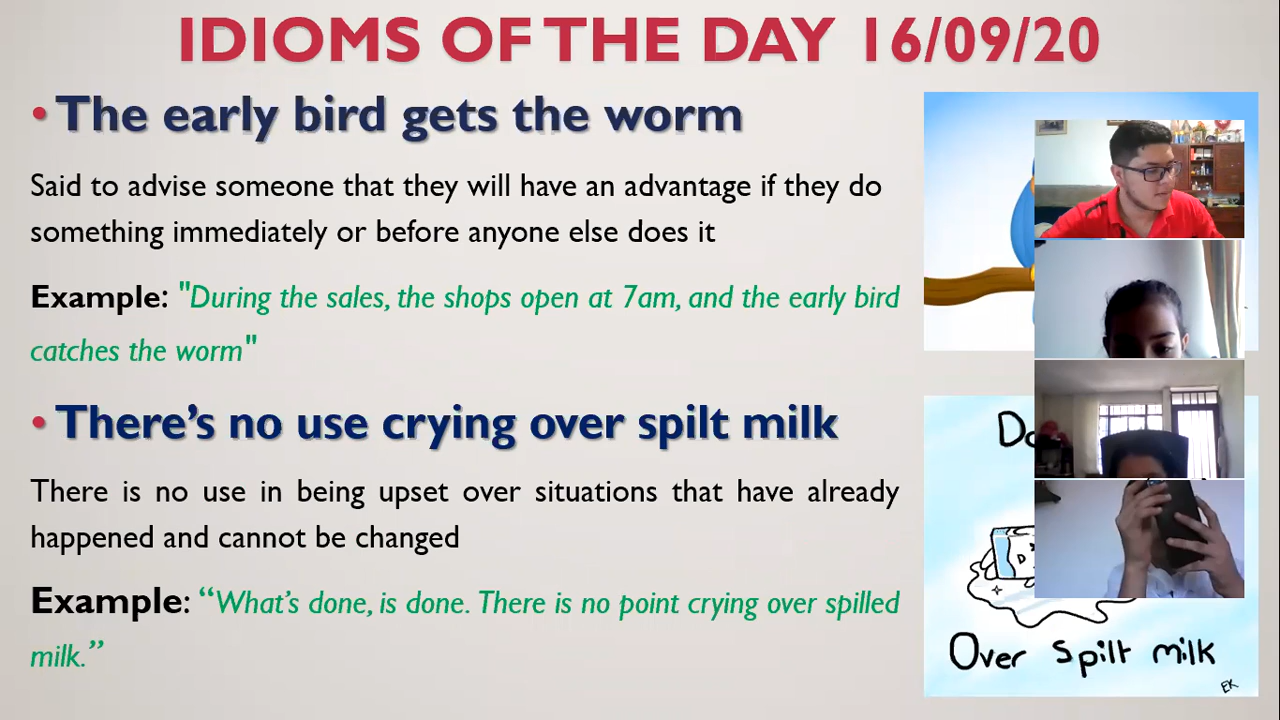 IDIOMS OF THE DAY 16/09/20
• The early bird gets the worm
Said to advise someone that they will have an advantage if they do
something immediately or before anyone else does it
Example: "During the sales, the shops open at 7am, and the early bird
catches the worm"
• There’s no use crying over spilt milk
There is no use in being upset over situations that have already
happened and cannot be changed
Example: “What’s done, is done. There is no point crying over spilled
milk.”
Over spilt milk
EK